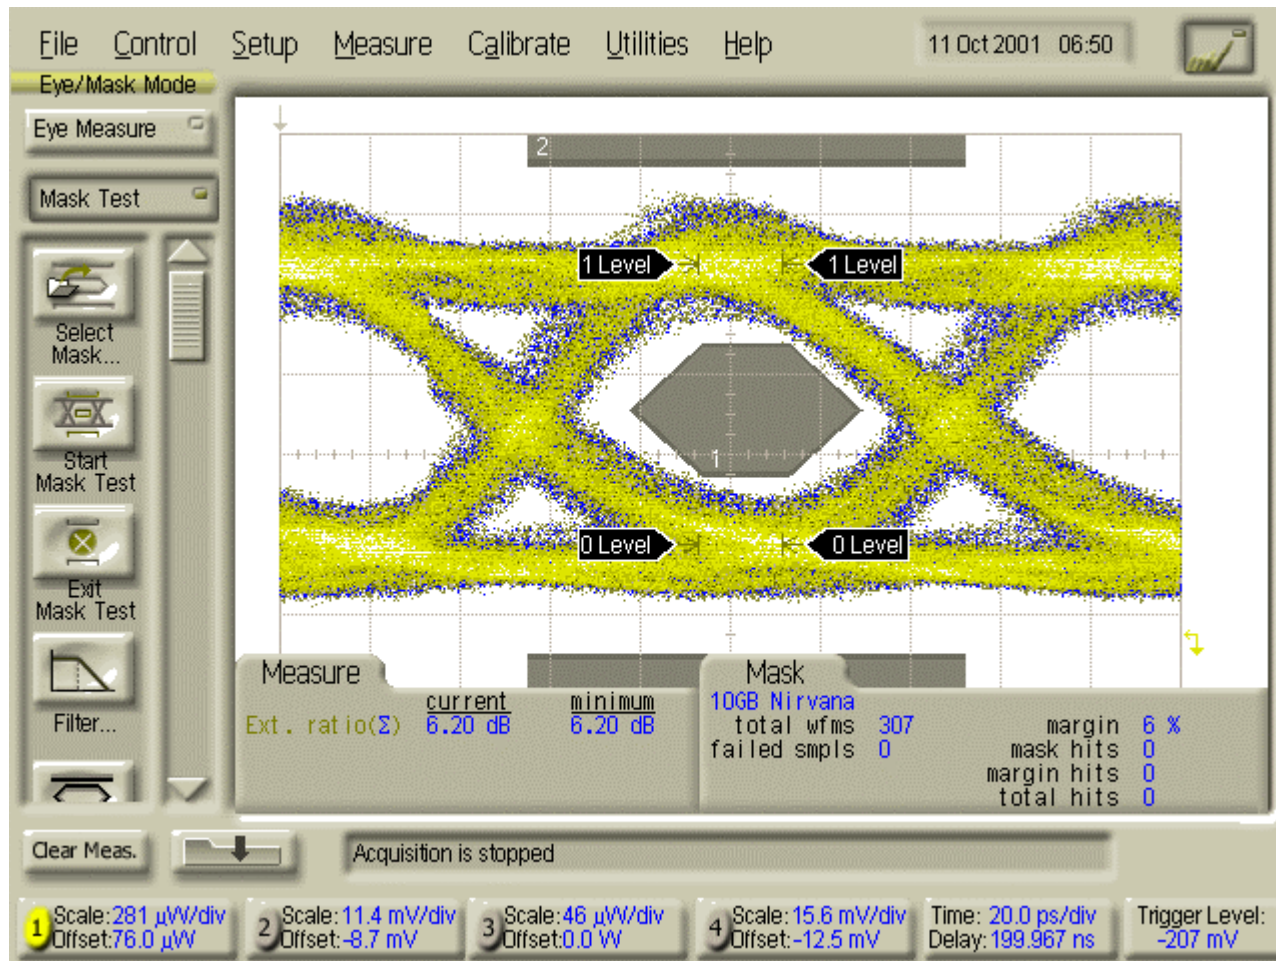 File Control Setup Measure Calibrate Utilities Help 11 Oct 2001 06:50
Eye/Mask Mode
Eye Measure
Mask Test
Select
Mask...
Start
Mask Test
Exit
Mask Test
Filter...
2
1 Level 1 Level
1
0 Level 0 Level
Measure
current minimum
Ext. ratio(Σ) 6.20 dB 6.20 dB
Mask
10GB Nirvana
total wfms 307 margin 6 %
failed smpls 0 mask hits 0
margin hits 0
total hits 0
Clear Meas. Acquisition is stopped
1 Scale:281 µW/div
Offset:76.0 µW
2 Scale:11.4 mV/div
Offset:-8.7 mV
3 Scale:46 µW/div
Offset:0.0 W
4 Scale:15.6 mV/div
Offset:-12.5 mV
Time: 20.0 ps/div
Delay:199.967 ns
Trigger Level:
-207 mV